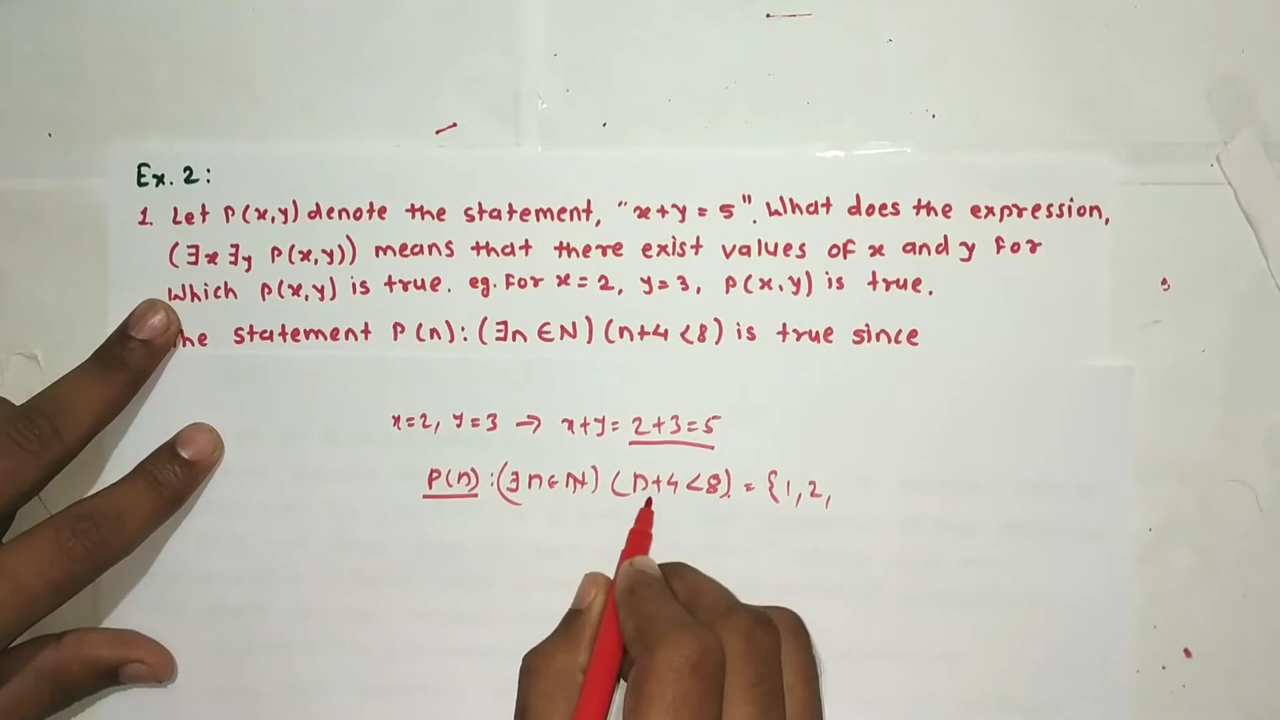 Ex. 2:
1. Let P(x,y) denote the statement, "x+y = 5". What does the expression,
(∃x ∃y P(x,y)) means that there exist values of x and y for
which P(x,y) is true. eg. For x = 2, y = 3, P(x,y) is true.
he statement P(n): (∃n ∈ N) (n+4 < 8) is true since
x=2, y=3 → x+y= 2+3=5
P(n) : (∃ n ∈ N) (n+4 < 8) = {1, 2,